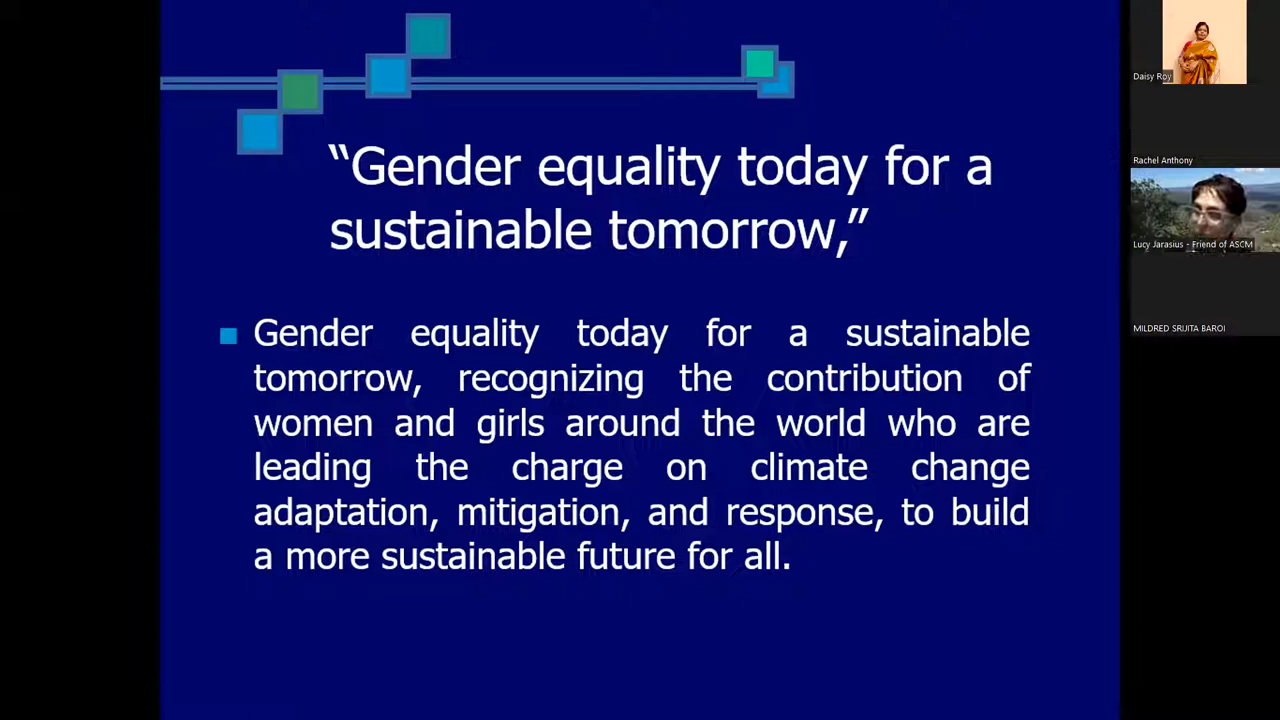 “Gender equality today for a
sustainable tomorrow,”
Gender equality today for a sustainable
tomorrow, recognizing the contribution of
women and girls around the world who are
leading the charge on climate change
adaptation, mitigation, and response, to build
a more sustainable future for all.
Daisy Roy
Rachel Anthony
Lucy Jarasius - Friend of ASCM
MILDRED SRIJITA BAROI